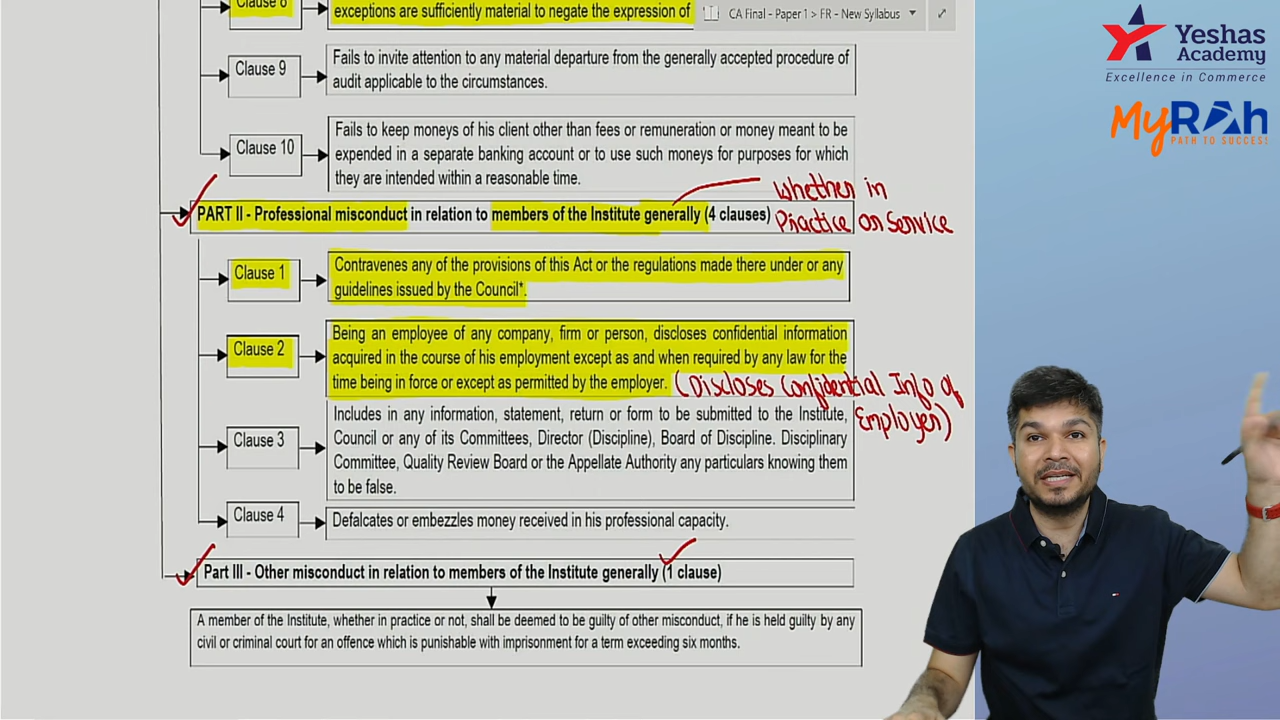 Clause 8
exceptions are sufficiently material to negate the expression of
CA Final - Paper 1 > FR - New Syllabus
Yeshas
Academy
Excellence in Commerce
MyRAh
PATH TO SUCCESS
Clause 9
Fails to invite attention to any material departure from the generally accepted procedure of
audit applicable to the circumstances.
Clause 10
Fails to keep moneys of his client other than fees or remuneration or money meant to be
expended in a separate banking account or to use such moneys for purposes for which
they are intended within a reasonable time.
PART II - Professional misconduct in relation to members of the Institute generally (4 clauses)
Whether in
Practice or Service
Clause 1
Contravenes any of the provisions of this Act or the regulations made there under or any
guidelines issued by the Council*.
Clause 2
Being an employee of any company, firm or person, discloses confidential information
acquired in the course of his employment except as and when required by any law for the
time being in force or except as permitted by the employer.
(Discloses Confidential Info of
Employer)
Clause 3
Includes in any information, statement, return or form to be submitted to the Institute,
Council or any of its Committees, Director (Discipline), Board of Discipline. Disciplinary
Committee, Quality Review Board or the Appellate Authority any particulars knowing them
to be false.
Clause 4
Defalcates or embezzles money received in his professional capacity.
Part III - Other misconduct in relation to members of the Institute generally (1 clause)
A member of the Institute, whether in practice or not, shall be deemed to be guilty of other misconduct, if he is held guilty by any
civil or criminal court for an offence which is punishable with imprisonment for a term exceeding six months.